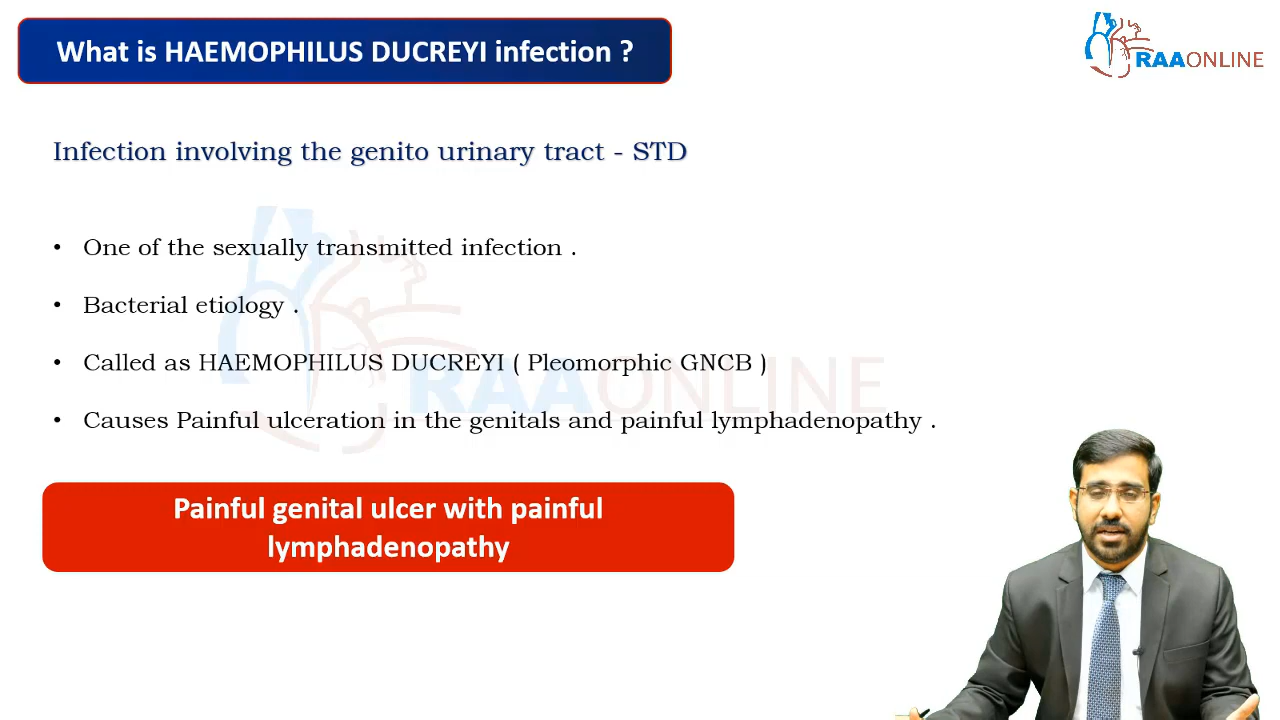 What is HAEMOPHILUS DUCREYI infection ?
RAAONLINE
Infection involving the genito urinary tract - STD
• One of the sexually transmitted infection .
• Bacterial etiology .
• Called as HAEMOPHILUS DUCREYI ( Pleomorphic GNCB )
RAAONLINE
• Causes Painful ulceration in the genitals and painful lymphadenopathy .
Painful genital ulcer with painful
lymphadenopathy